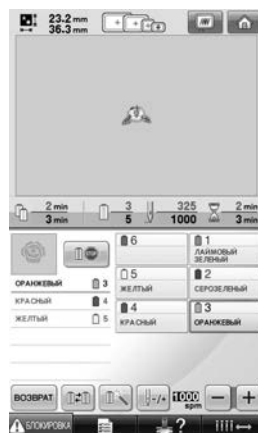 23.2 mm
36.3 mm
2 min
3 min
3
5
325
1000
2 min
3 min
6
1
ЛАЙМОВЫЙ
ЗЕЛЕНЫЙ
ОРАНЖЕВЫЙ 3
5
ЖЕЛТЫЙ
2
СЕРОЗЕЛЕНЫЙ
КРАСНЫЙ 4
ЖЕЛТЫЙ 5
4
КРАСНЫЙ
3
ОРАНЖЕВЫЙ
ВОЗВРАТ
-/+
1000
spm
− +
БЛОКИРОВКА
?